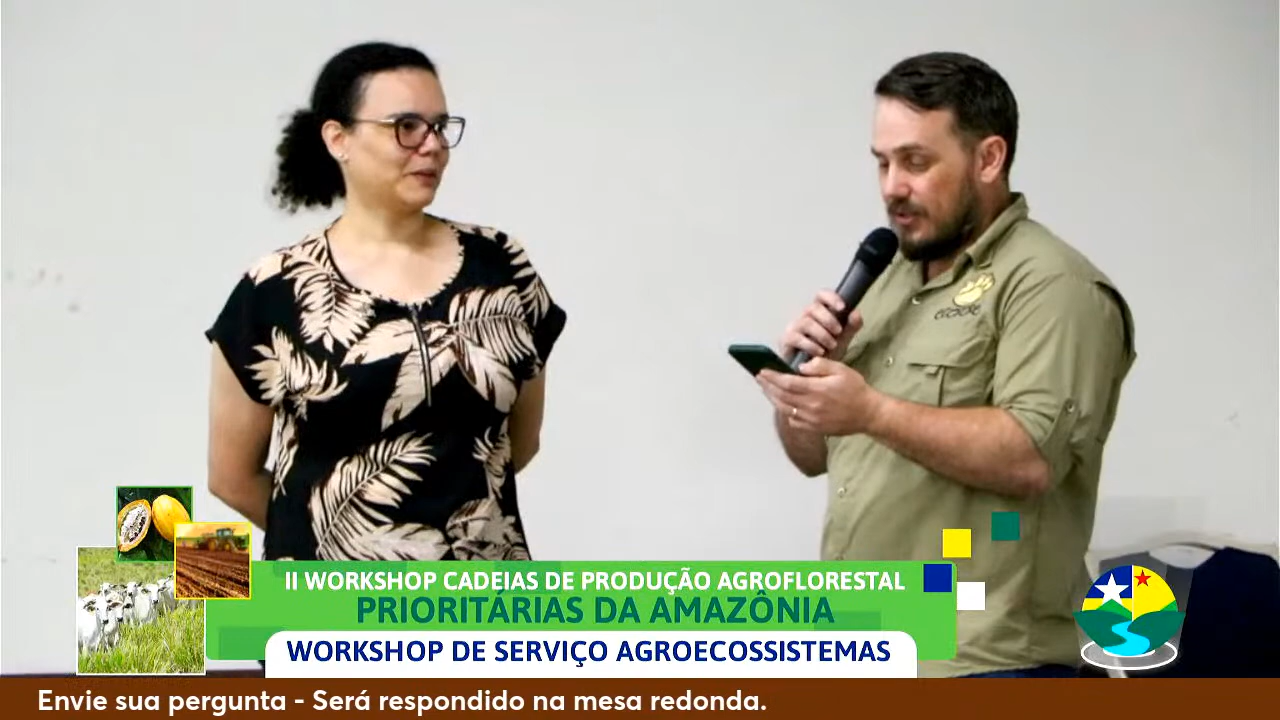 II WORKSHOP CADEIAS DE PRODUÇÃO AGROFLORESTAL
PRIORITÁRIAS DA AMAZÔNIA
WORKSHOP DE SERVIÇO AGROECOSSISTEMAS
Envie sua pergunta - Será respondido na mesa redonda.